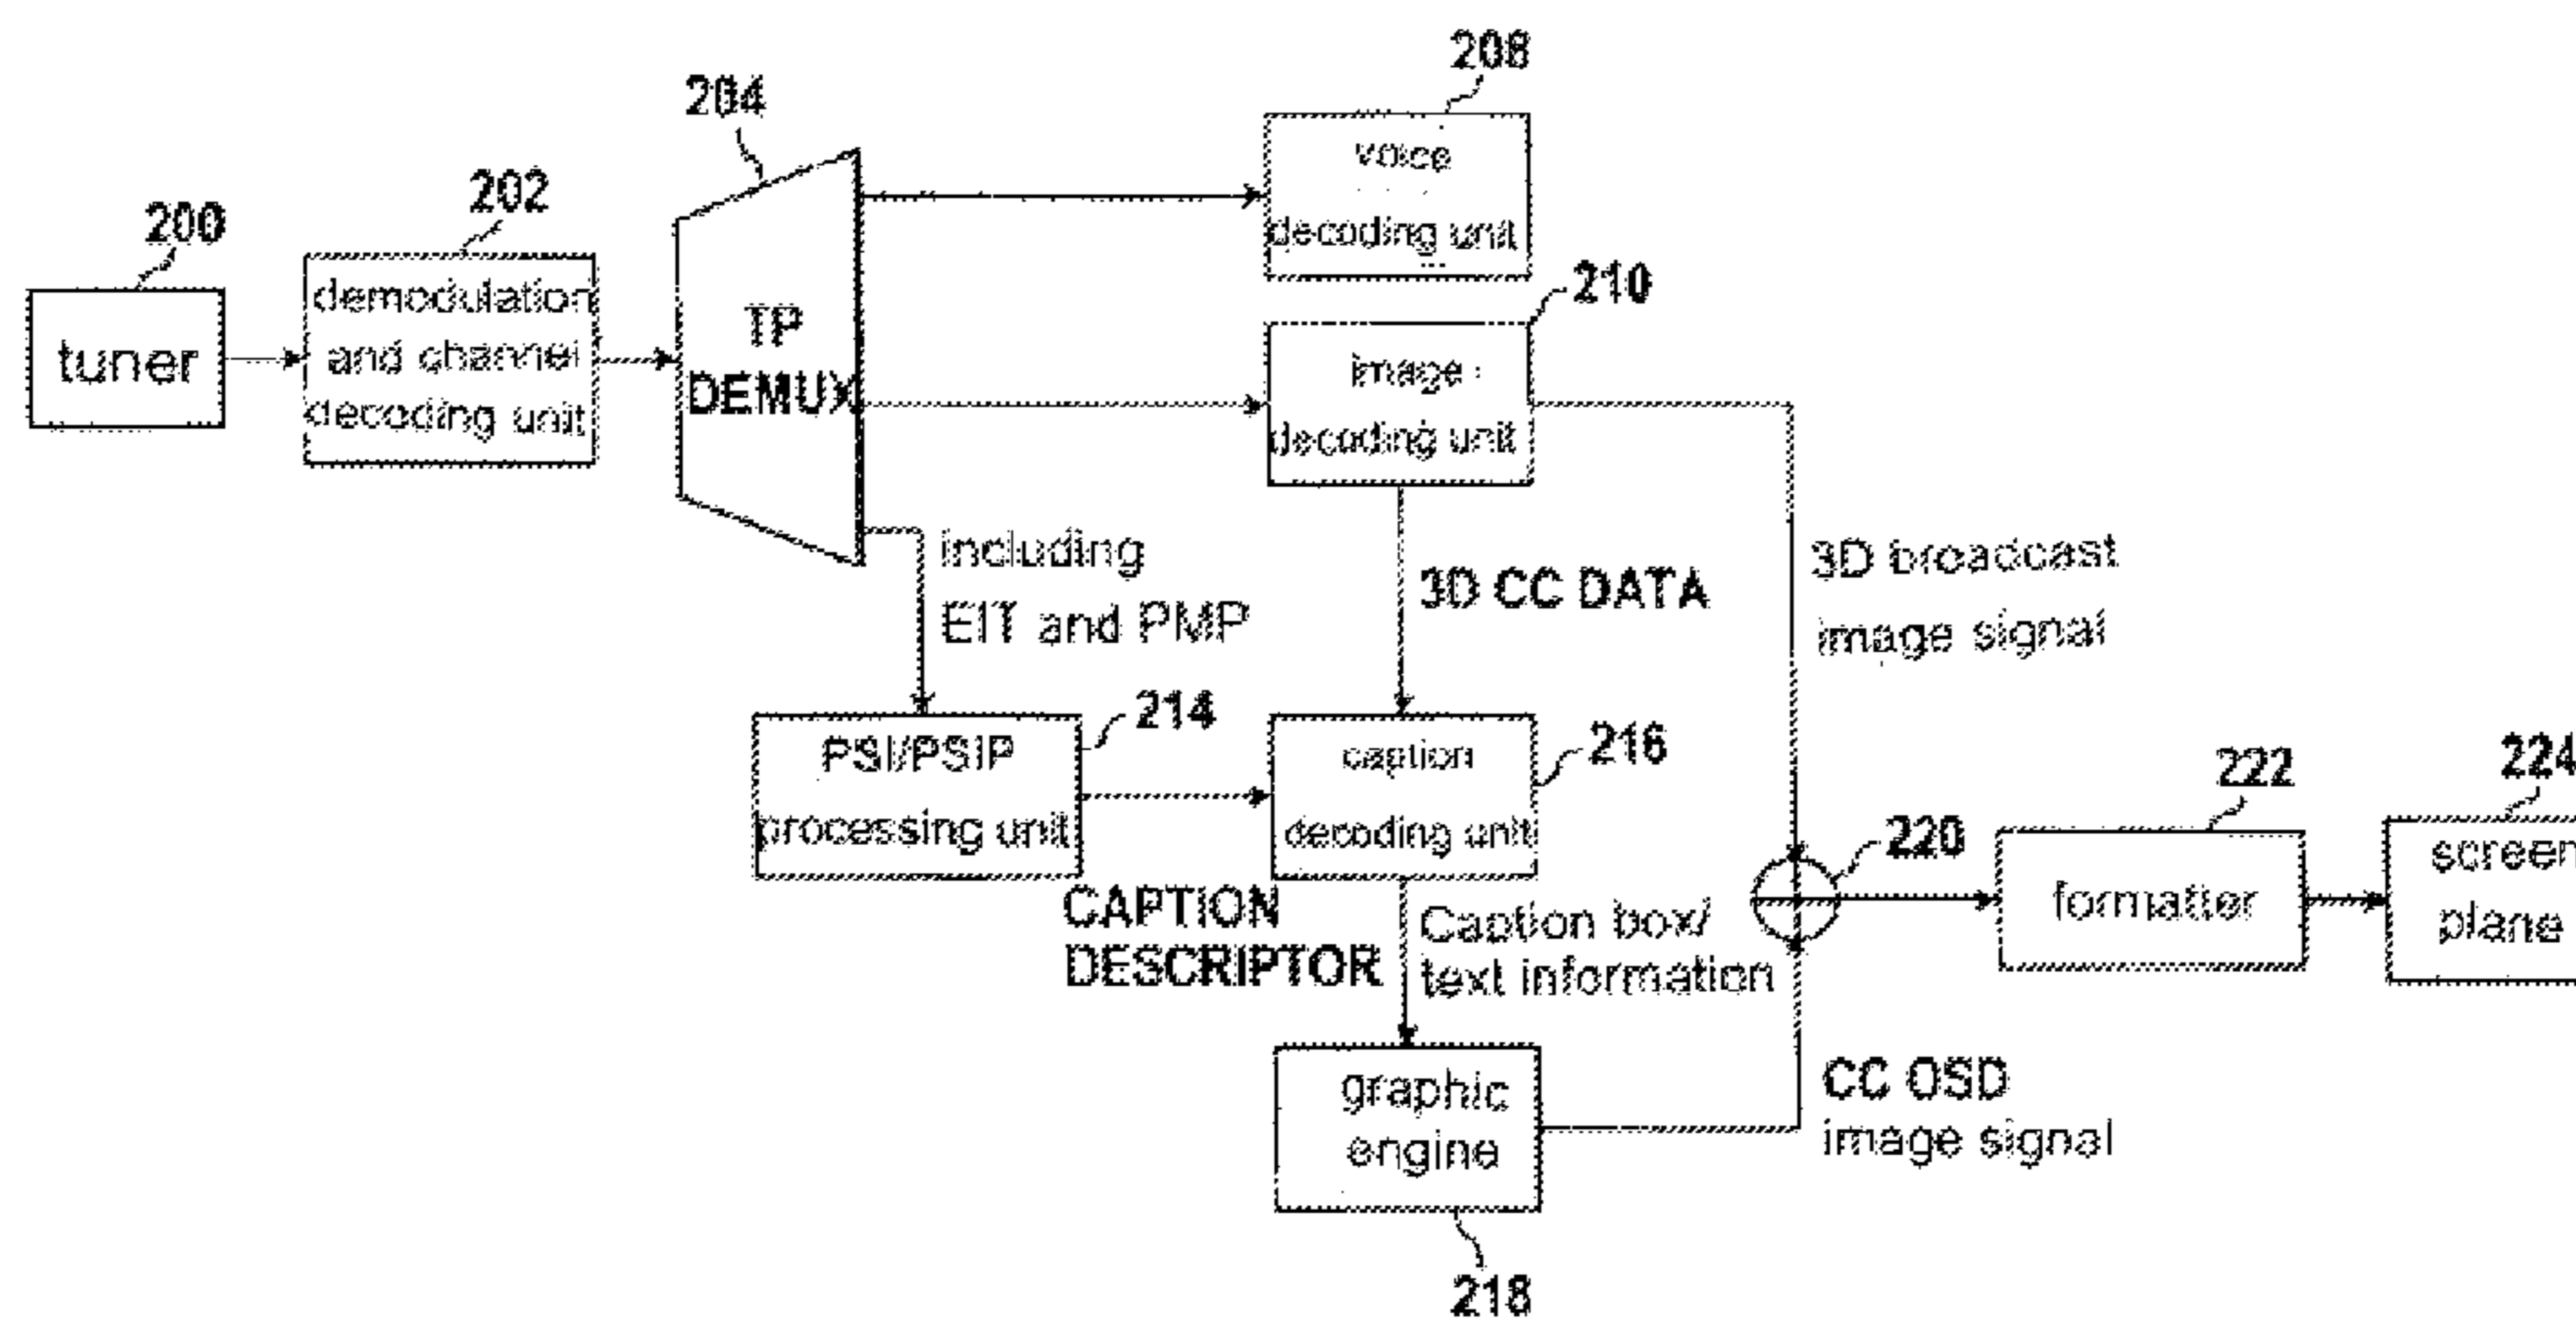 208
204
voice
decoding unit
202
200
demodulation
and channel
decoding unit
tuner
TP
DEMUX
210
image
decoding unit
including
EIT and PMP
3D CC DATA
3D broadcast
image signal
214
PSI/PSIP
processing unit
216
caption
decoding unit
CAPTION
DESCRIPTOR
Caption box/
text information
220
222
formatter
224
screen
plane
graphic
engine
CC OSD
image signal
218